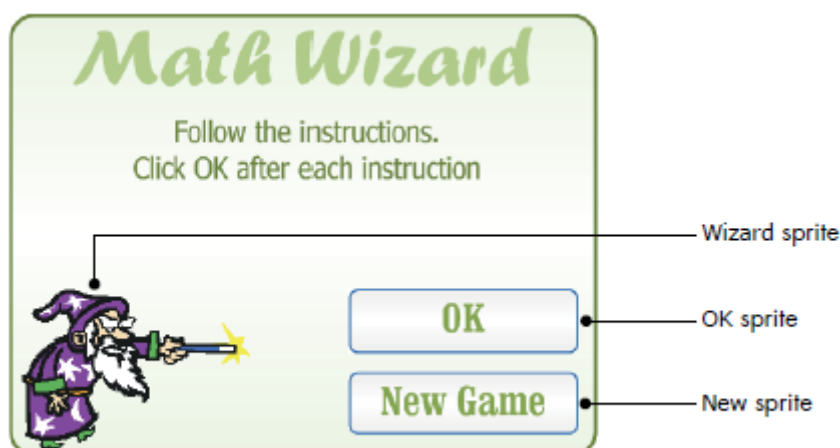 Math Wizard
Follow the instructions.
Click OK after each instruction
Wizard sprite
OK
OK sprite
New Game
New sprite